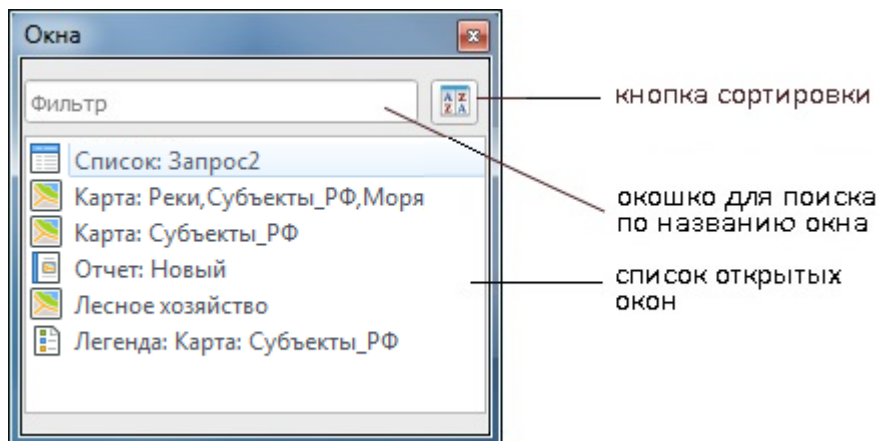 Окна
Фильтр
кнопка сортировки
Список: Запрос2
Карта: Реки,Субъекты_РФ,Моря
Карта: Субъекты_РФ
Отчет: Новый
Лесное хозяйство
Легенда: Карта: Субъекты_РФ
окошко для поиска
по названию окна
список открытых
окон